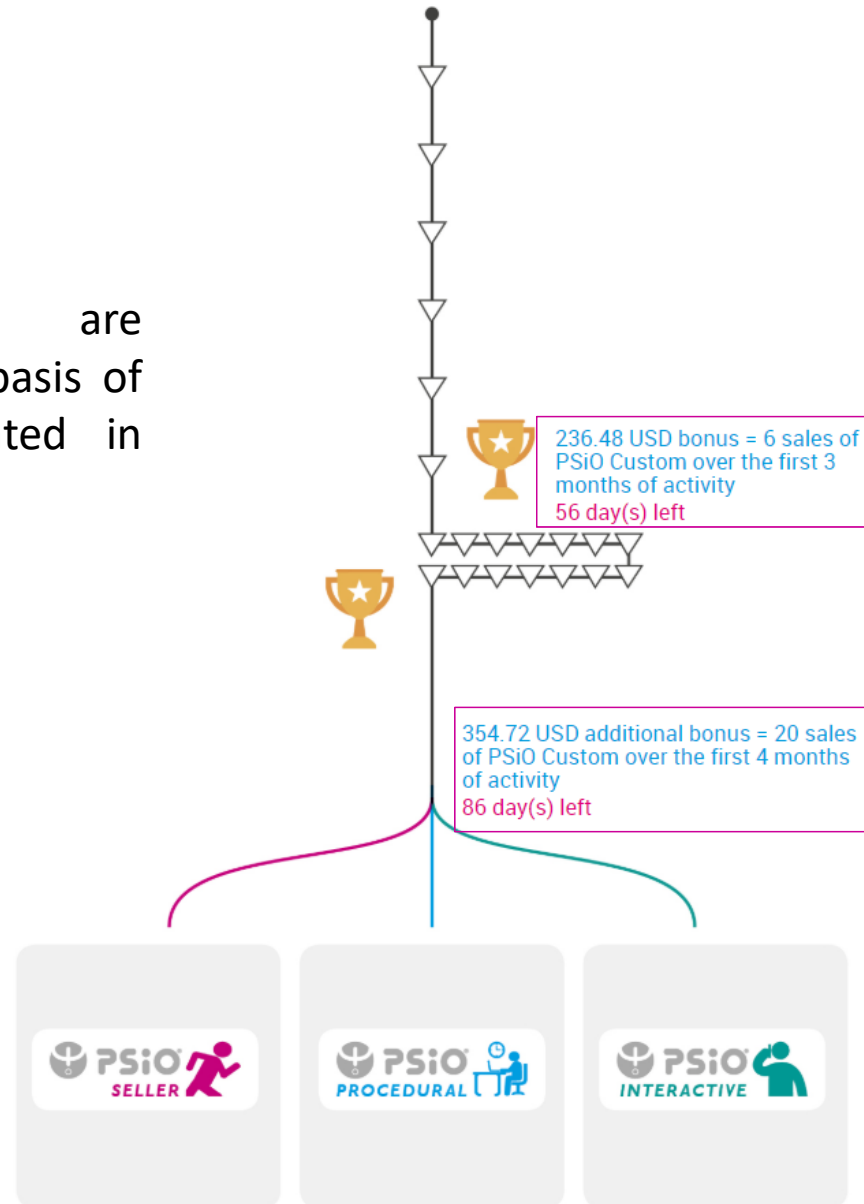 are
basis of
ted in
236.48 USD bonus = 6 sales of
PSiO Custom over the first 3
months of activity
56 day(s) left
354.72 USD additional bonus = 20 sales
of PSiO Custom over the first 4 months
of activity
86 day(s) left
PSiO
SELLER
PSiO
PROCEDURAL
PSiO
INTERACTIVE